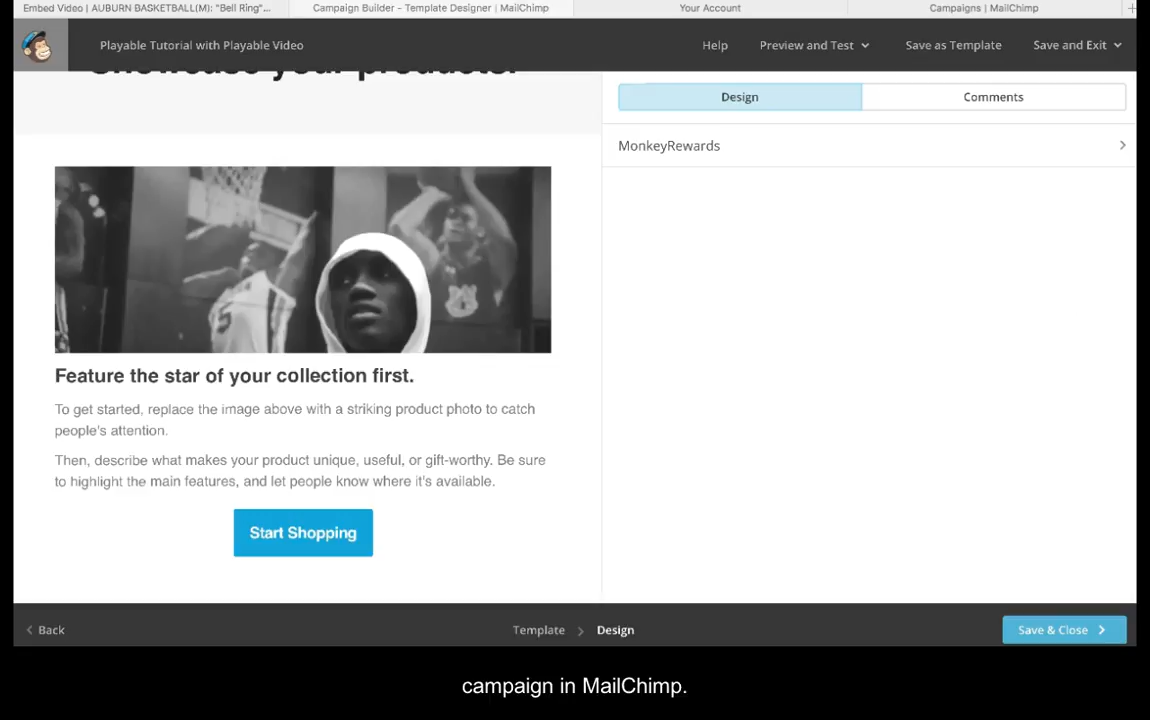 Embed Video | AUBURN BASKETBALL(M): "Bell Ring"...
Campaign Builder - Template Designer | MailChimp
Your Account
Campaigns | MailChimp
Playable Tutorial with Playable Video
Help
Preview and Test
Save as Template
Save and Exit
Showcase your products.
Design
Comments
MonkeyRewards
Feature the star of your collection first.
To get started, replace the image above with a striking product photo to catch
people's attention.
Then, describe what makes your product unique, useful, or gift-worthy. Be sure
to highlight the main features, and let people know where it's available.
Start Shopping
Back
Template
Design
Save & Close
campaign in MailChimp.